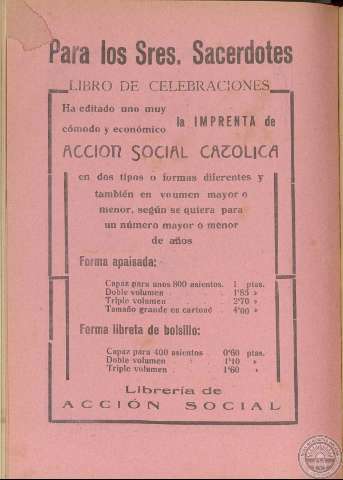 Para los Sres. Sacerdotes
LIBRO DE CELEBRACIONES
Ha editado uno muy
cómodo y económico la IMPRENTA de
ACCION SOCIAL CATOLICA
en dos tipos o formas diferentes y
también en voumen mayor o
menor, según se quiera para
un número mayor o menor
de años
Forma apaisada:
Capaz para unos 800 asientos. 1 ptas.
Doble volumen . . . . . 1'85 »
Triple volumen . . . . . 2'70 »
Tamaño grande en cartoné . 4'00 »
Forma libreta de bolsillo:
Capaz para 400 asientos . 0'60 ptas.
Doble volumen . . . . 1'10 »
Triple volumen . . . . 1'60 »
Librería de
ACCIÓN SOCIAL